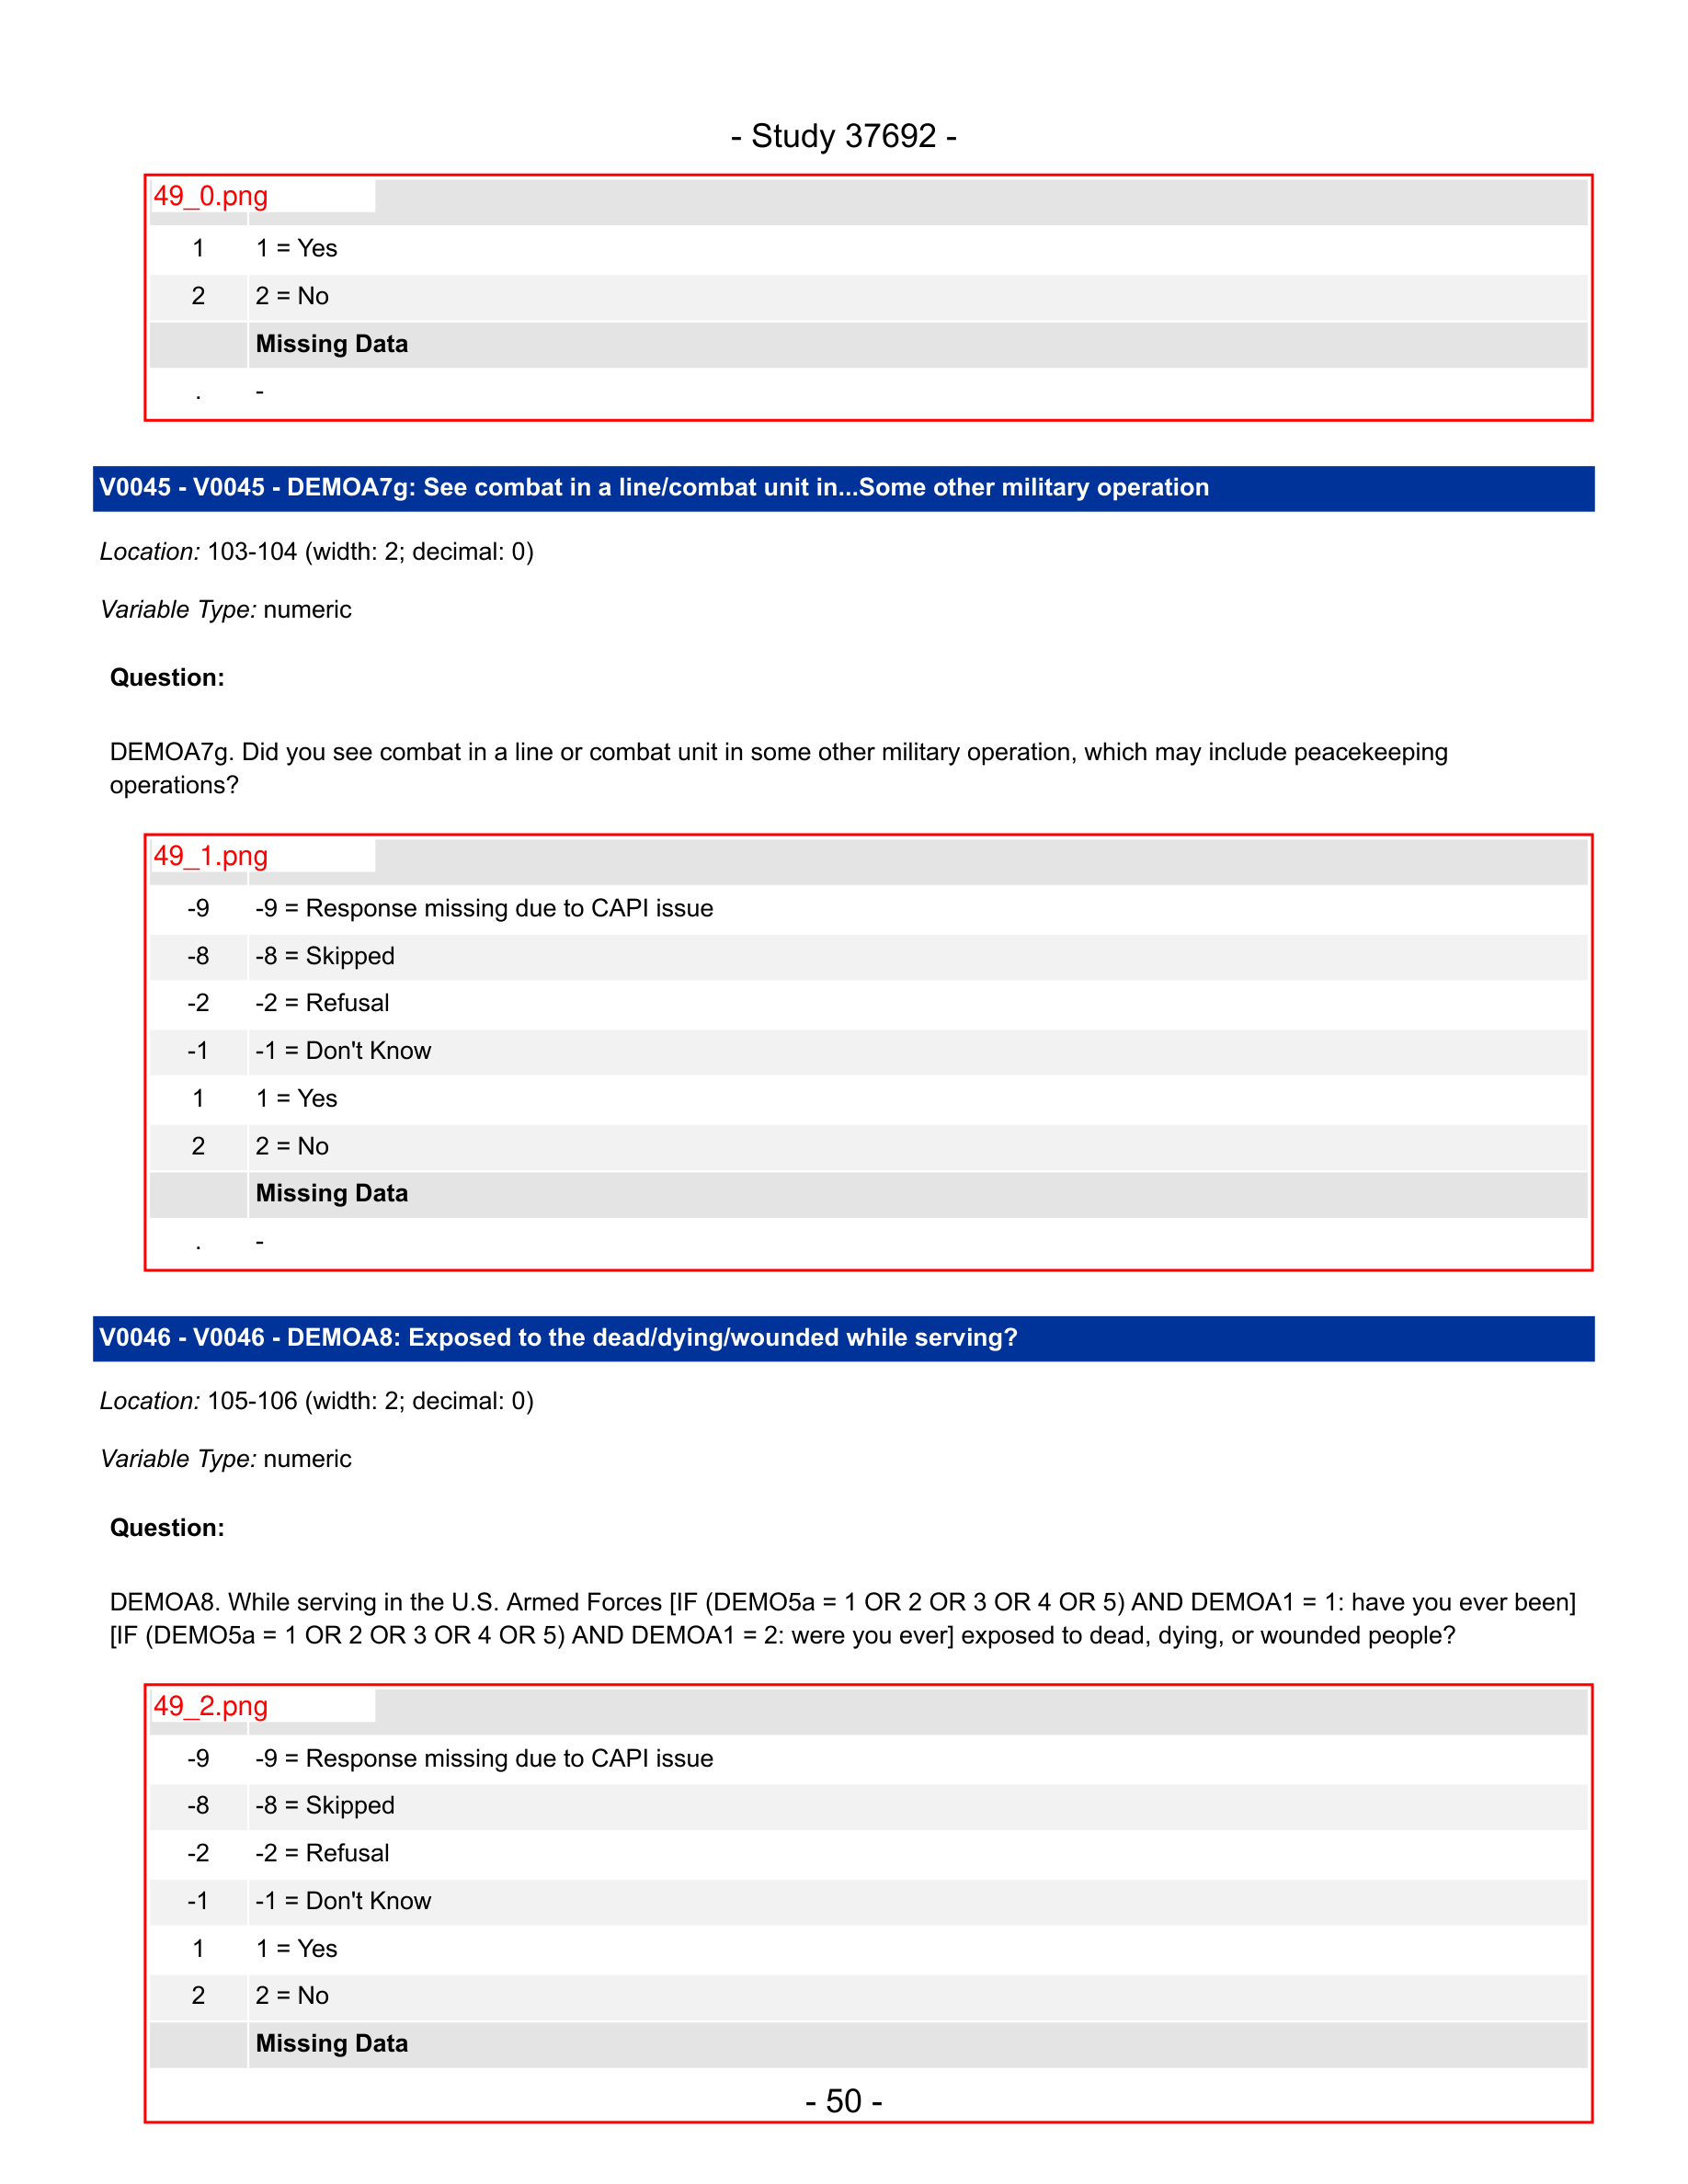 - Study 37692 -
49_0.png
1 1 = Yes
2 2 = No
Missing Data
. -
V0045 - V0045 - DEMOA7g: See combat in a line/combat unit in...Some other military operation
Location: 103-104 (width: 2; decimal: 0)
Variable Type: numeric
Question:
DEMOA7g. Did you see combat in a line or combat unit in some other military operation, which may include peacekeeping
operations?
49_1.png
-9 -9 = Response missing due to CAPI issue
-8 -8 = Skipped
-2 -2 = Refusal
-1 -1 = Don't Know
1 1 = Yes
2 2 = No
Missing Data
. -
V0046 - V0046 - DEMOA8: Exposed to the dead/dying/wounded while serving?
Location: 105-106 (width: 2; decimal: 0)
Variable Type: numeric
Question:
DEMOA8. While serving in the U.S. Armed Forces [IF (DEMO5a = 1 OR 2 OR 3 OR 4 OR 5) AND DEMOA1 = 1: have you ever been]
[IF (DEMO5a = 1 OR 2 OR 3 OR 4 OR 5) AND DEMOA1 = 2: were you ever] exposed to dead, dying, or wounded people?
49_2.png
-9 -9 = Response missing due to CAPI issue
-8 -8 = Skipped
-2 -2 = Refusal
-1 -1 = Don't Know
1 1 = Yes
2 2 = No
Missing Data
- 50 -